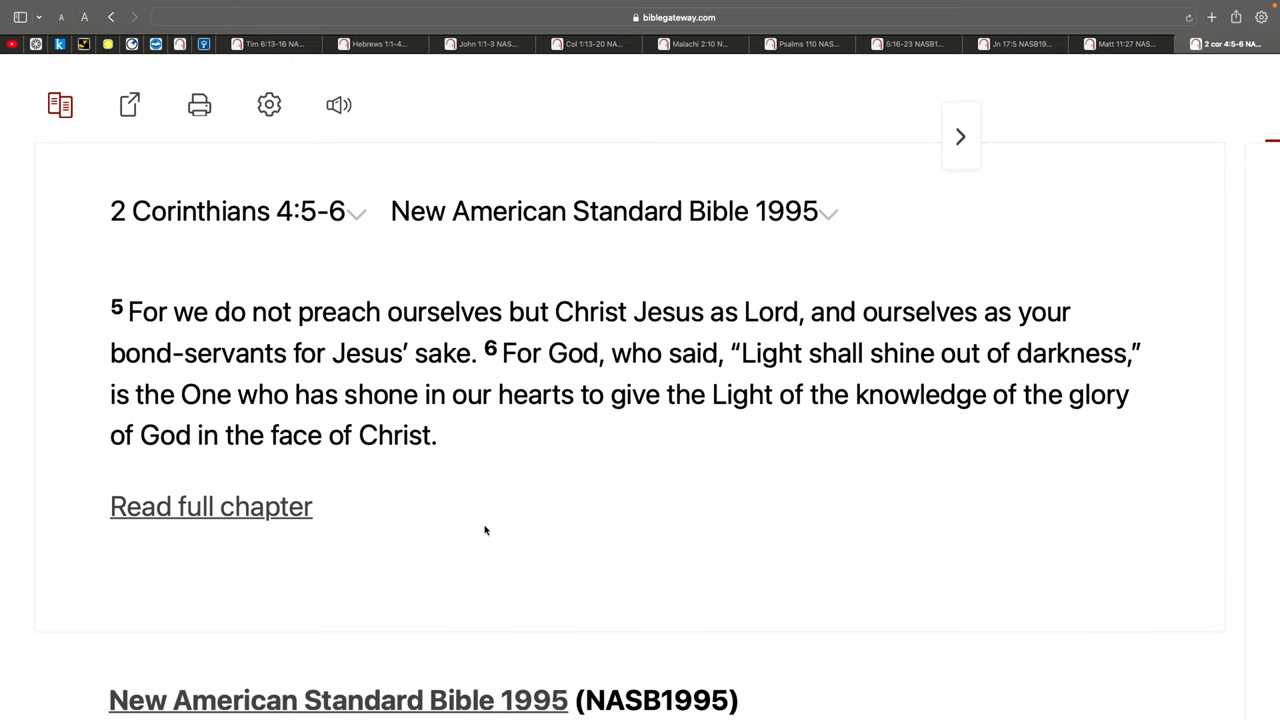 A A biblegateway.com
Tim 6:13-16 NA... Hebrews 1:1-4... John 1:1-3 NAS... Col 1:13-20 NA... Malachi 2:10 N... Psalms 110 NAS... 5:16-23 NASB1... Jn 17:5 NASB19... Matt 11:27 NAS... 2 cor 4:5-6 NA...
2 Corinthians 4:5-6 New American Standard Bible 1995
5 For we do not preach ourselves but Christ Jesus as Lord, and ourselves as your
bond-servants for Jesus’ sake. 6 For God, who said, “Light shall shine out of darkness,”
is the One who has shone in our hearts to give the Light of the knowledge of the glory
of God in the face of Christ.
Read full chapter
New American Standard Bible 1995 (NASB1995)